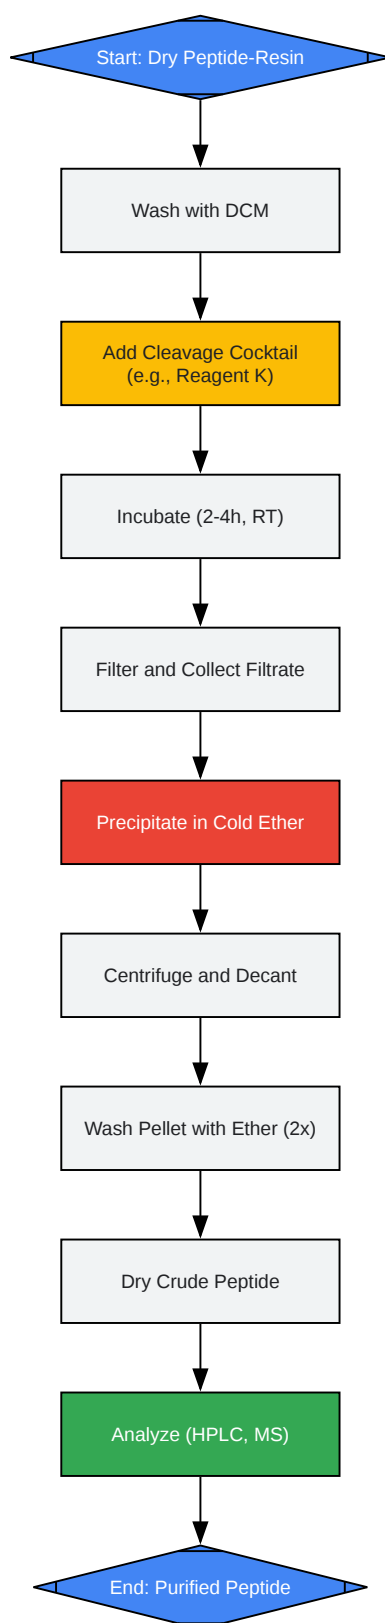 Start: Dry Peptide-Resin
Wash with DCM
Add Cleavage Cocktail
(e.g., Reagent K)
Incubate (2-4h, RT)
Filter and Collect Filtrate
Precipitate in Cold Ether
Centrifuge and Decant
Wash Pellet with Ether (2x)
Dry Crude Peptide
Analyze (HPLC, MS)
End: Purified Peptide